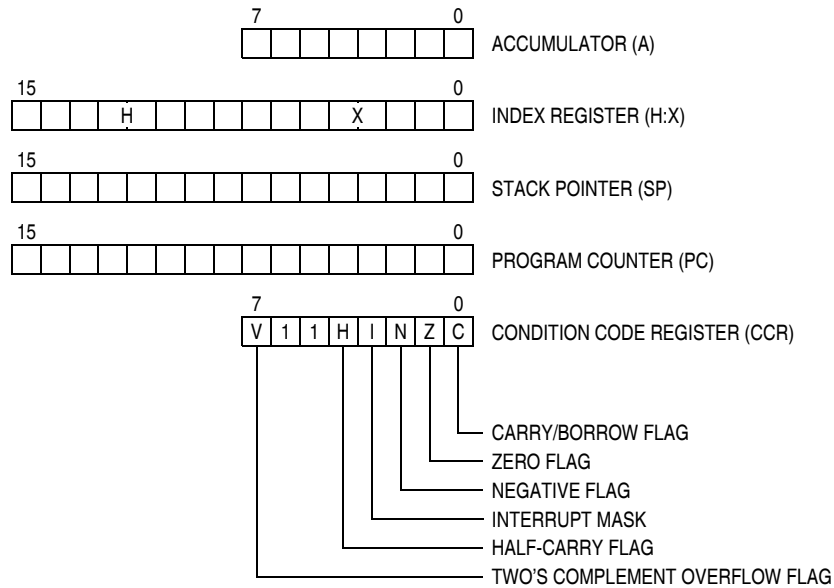 7 0
ACCUMULATOR (A)
15 0
H X INDEX REGISTER (H:X)
15 0
STACK POINTER (SP)
15 0
PROGRAM COUNTER (PC)
7 0
V 1 1 H I N Z C CONDITION CODE REGISTER (CCR)
CARRY/BORROW FLAG
ZERO FLAG
NEGATIVE FLAG
INTERRUPT MASK
HALF-CARRY FLAG
TWO'S COMPLEMENT OVERFLOW FLAG